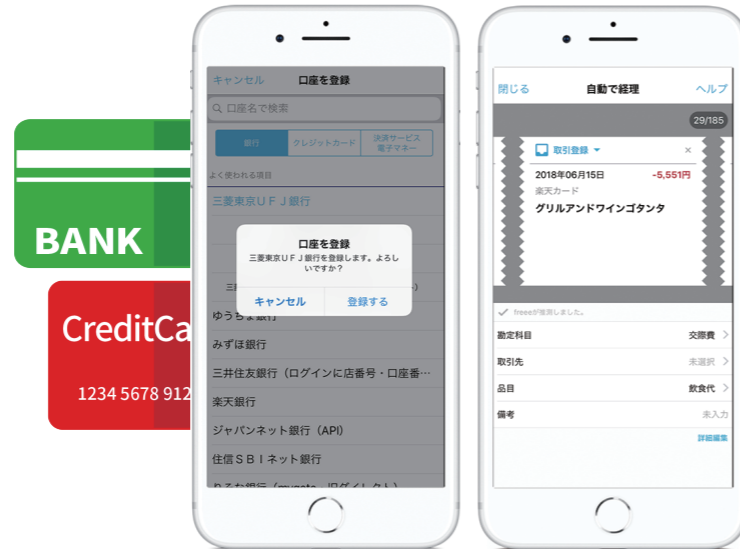 BANK
CreditCa
1234 5678 912
キャンセル 口座を登録
口座名で検索
銀行 クレジットカード 決済サービス
電子マネー
よく使われる項目
三菱東京ＵＦＪ銀行
口座を登録
三菱東京ＵＦＪ銀行を登録します。よろし
いですか？
キャンセル 登録する
ゆうちょ銀行
みずほ銀行
三井住友銀行（ログインに店番号・口座番…
楽天銀行
ジャパンネット銀行（API）
住信ＳＢＩネット銀行
閉じる 自動で経理 ヘルプ
29/185
取引登録
2018年06月15日 -5,551円
楽天カード
グリルアンドワインゴタンタ
freeeが推測しました。
勘定科目 交際費
取引先 未選択
品目 飲食代
備考 未入力
詳細編集